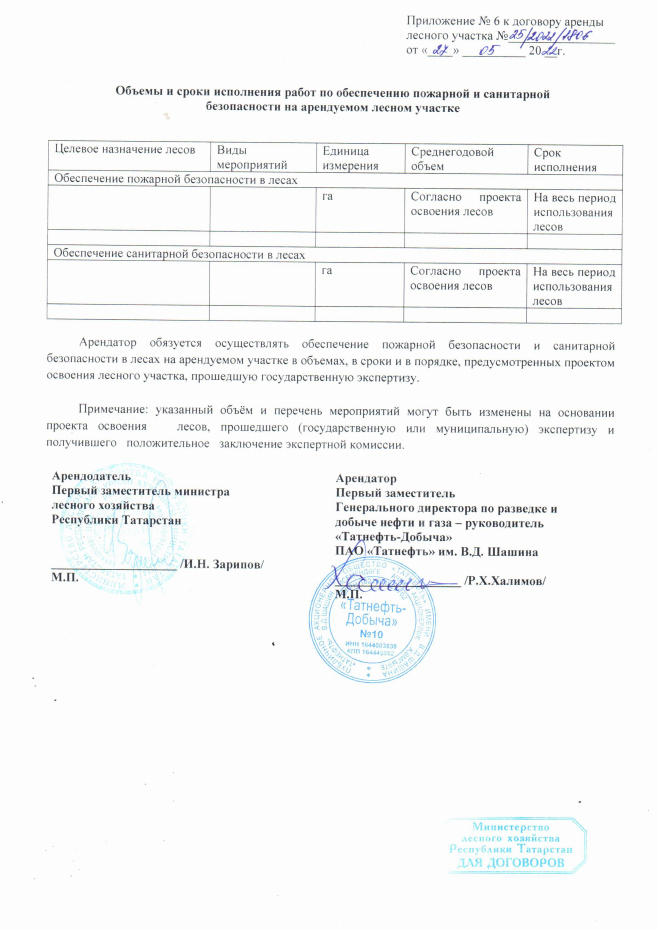 Приложение № 6 к договору аренды
лесного участка № 25/2022/1806
от « 27 » 05 2022г.
Объемы и сроки исполнения работ по обеспечению пожарной и санитарной
безопасности на арендуемом лесном участке
Целевое назначение лесов Виды мероприятий Единица измерения Среднегодовой объем Срок исполнения
Обеспечение пожарной безопасности в лесах
га Согласно проекта освоения лесов На весь период использования лесов
Обеспечение санитарной безопасности в лесах
га Согласно проекта освоения лесов На весь период использования лесов
Арендатор обязуется осуществлять обеспечение пожарной безопасности и санитарной
безопасности в лесах на арендуемом участке в объемах, в сроки и в порядке, предусмотренных проектом
освоения лесного участка, прошедшую государственную экспертизу.
Примечание: указанный объём и перечень мероприятий могут быть изменены на основании
проекта освоения лесов, прошедшего (государственную или муниципальную) экспертизу и
получившего положительное заключение экспертной комиссии.
Арендодатель
Первый заместитель министра
лесного хозяйства
Республики Татарстан
/И.Н. Зарипов/
М.П.
Арендатор
Первый заместитель
Генерального директора по разведке и
добыче нефти и газа – руководитель
«Татнефть-Добыча»
ПАО «Татнефть» им. В.Д. Шашина
/Р.Х.Халимов/
М.П.
«Татнефть-
Добыча»
№10
Министерство
лесного хозяйства
Республики Татарстан
ДЛЯ ДОГОВОРОВ